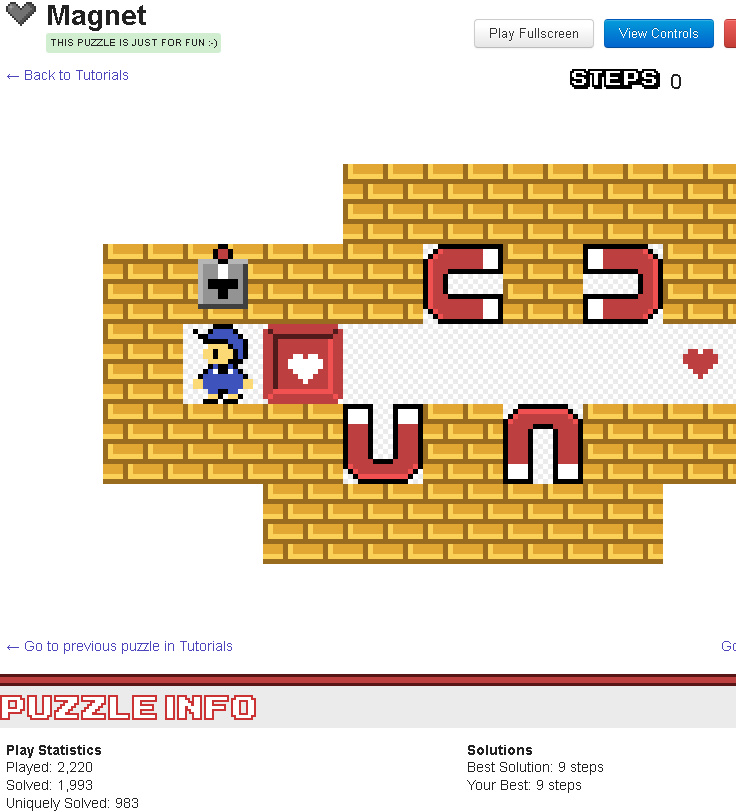 Magnet
THIS PUZZLE IS JUST FOR FUN :-)
Play Fullscreen
View Controls
← Back to Tutorials
STEPS 0
← Go to previous puzzle in Tutorials
Go
PUZZLE INFO
Play Statistics
Played: 2,220
Solved: 1,993
Uniquely Solved: 983
Solutions
Best Solution: 9 steps
Your Best: 9 steps